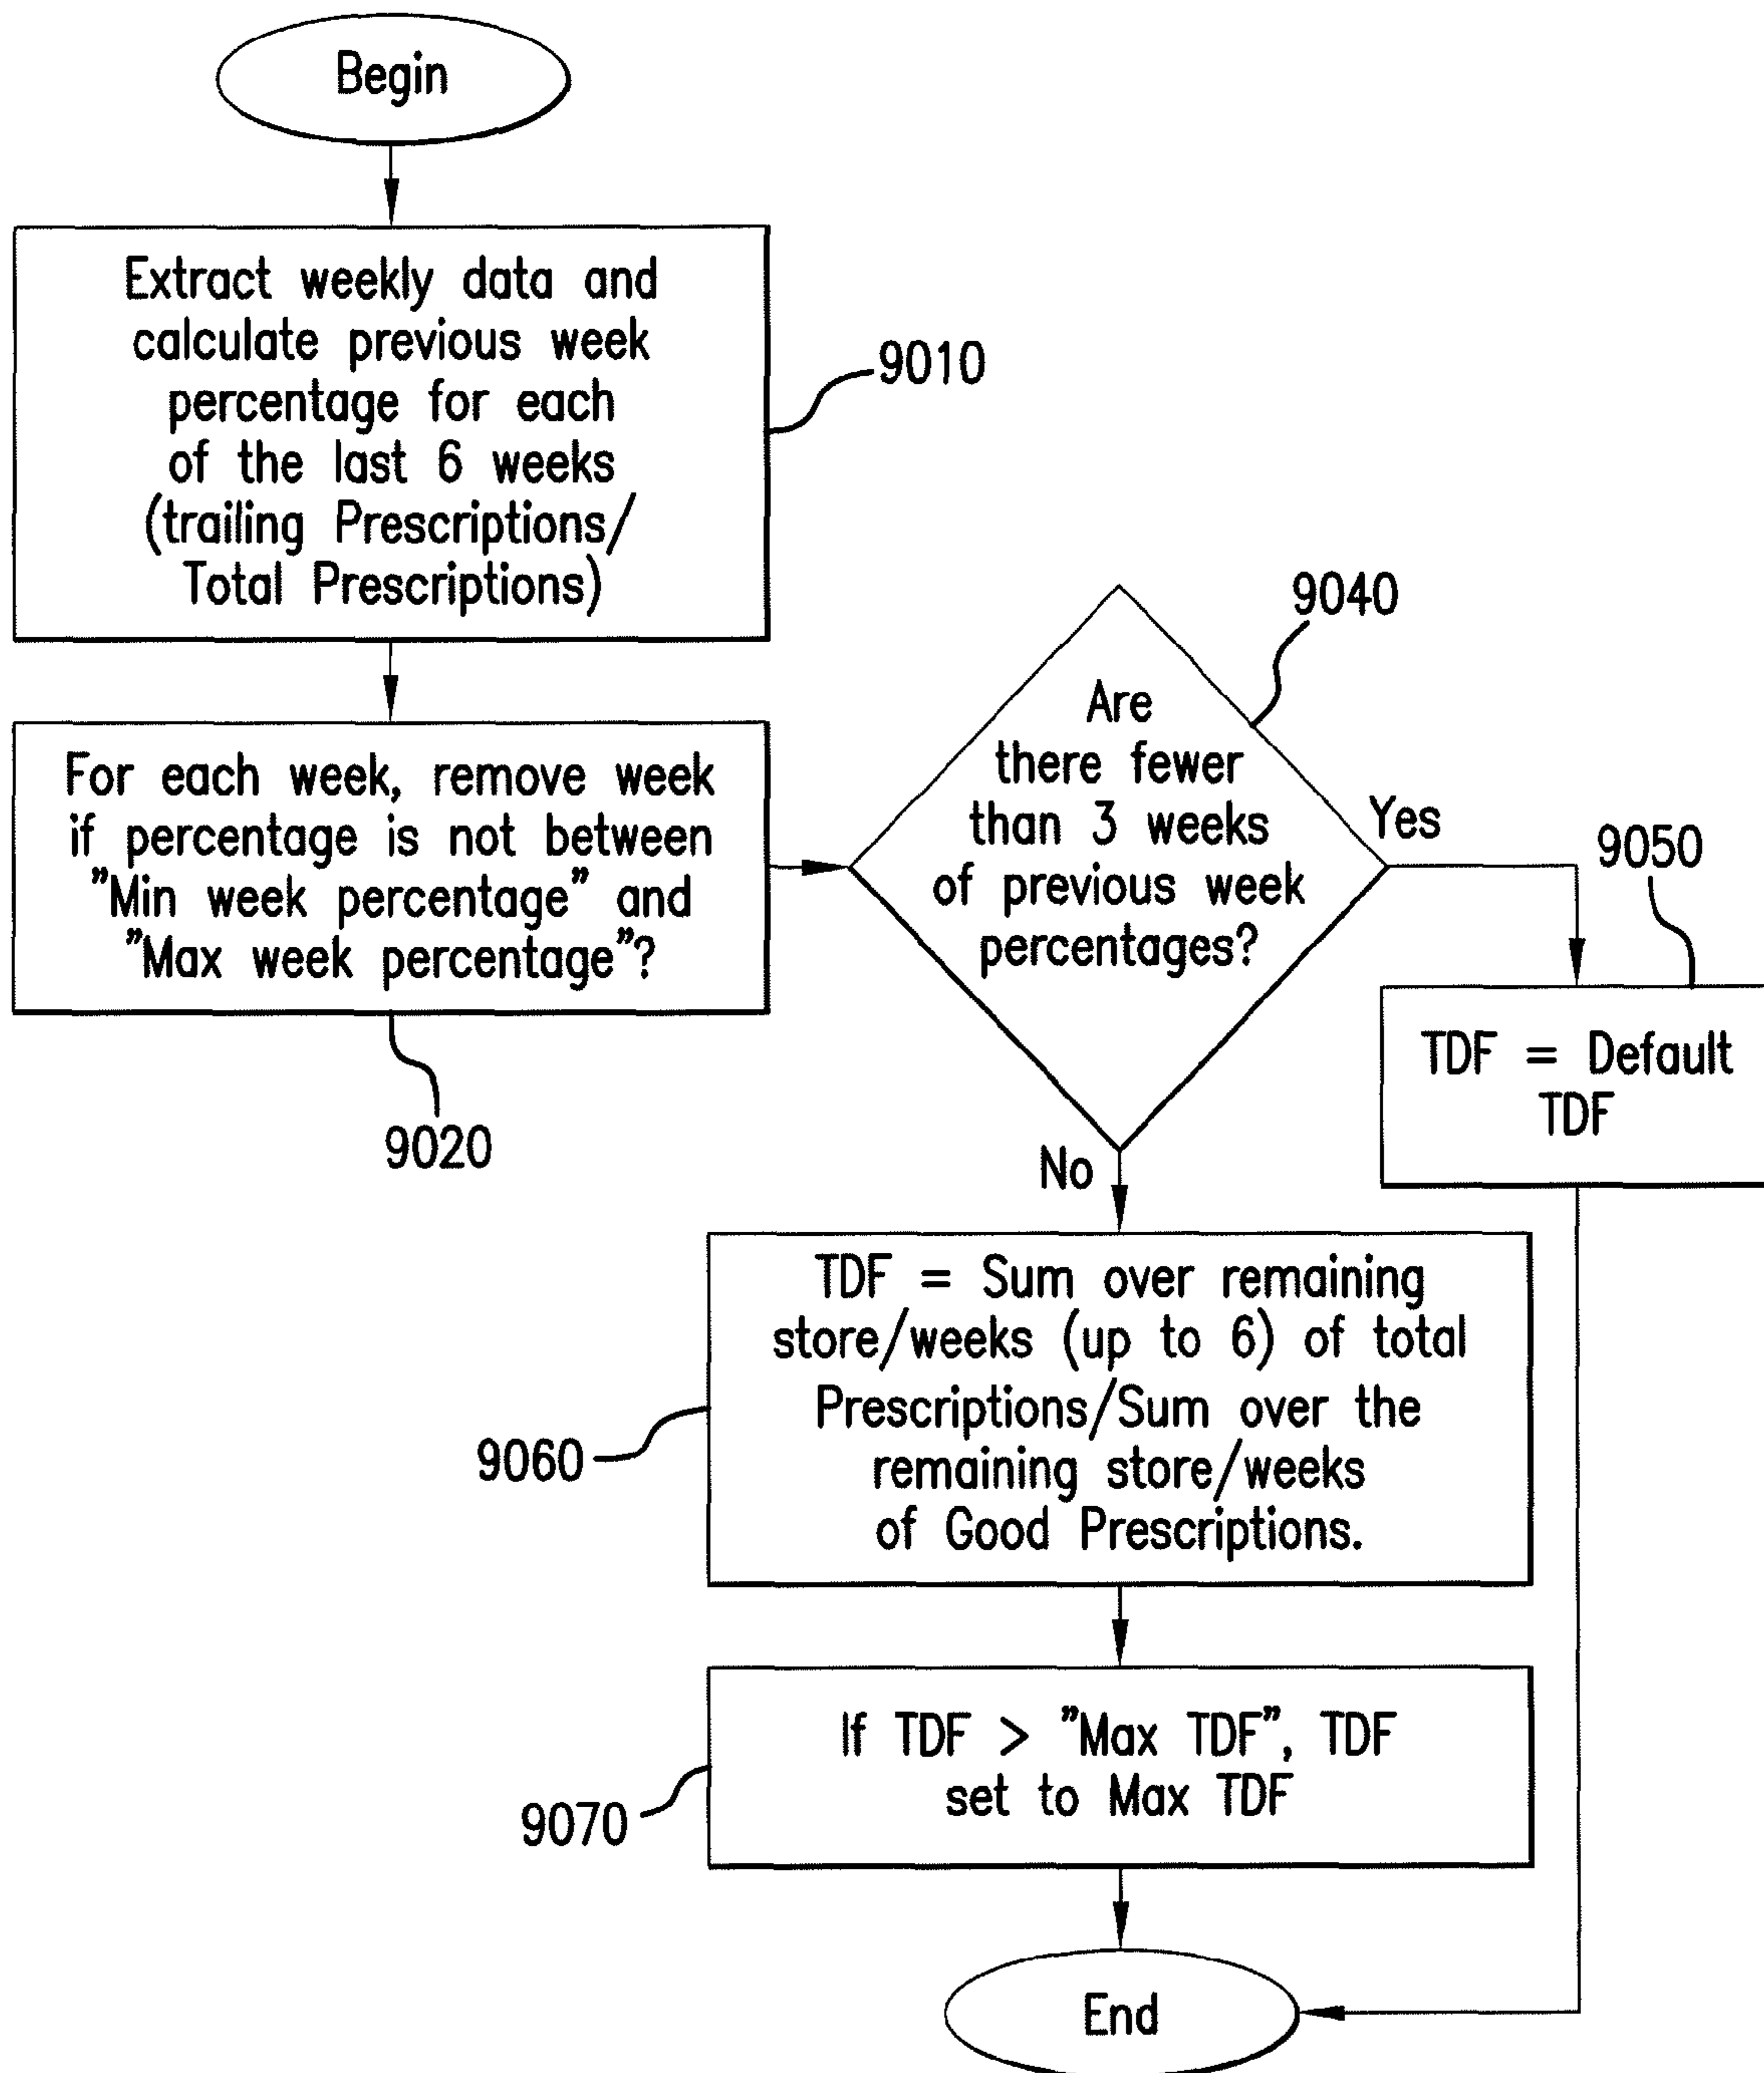 Begin
Extract weekly data and
calculate previous week
percentage for each
of the last 6 weeks
(trailing Prescriptions/
Total Prescriptions)
9010
For each week, remove week
if percentage is not between
"Min week percentage" and
"Max week percentage"?
9020
Are
there fewer
than 3 weeks
of previous week
percentages?
9040
Yes
9050
TDF = Default
TDF
No
TDF = Sum over remaining
store/weeks (up to 6) of total
Prescriptions/Sum over the
remaining store/weeks
of Good Prescriptions.
9060
If TDF > "Max TDF", TDF
set to Max TDF
9070
End